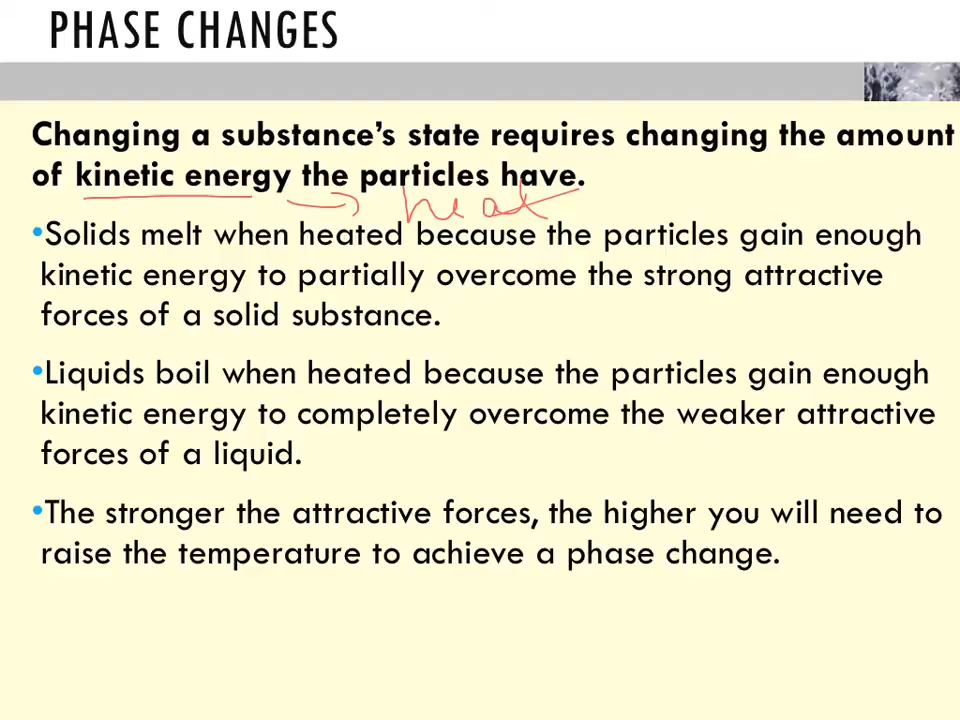 PHASE CHANGES
Changing a substance's state requires changing the amount
of kinetic energy the particles have.
heat
•Solids melt when heated because the particles gain enough
kinetic energy to partially overcome the strong attractive
forces of a solid substance.
•Liquids boil when heated because the particles gain enough
kinetic energy to completely overcome the weaker attractive
forces of a liquid.
•The stronger the attractive forces, the higher you will need to
raise the temperature to achieve a phase change.